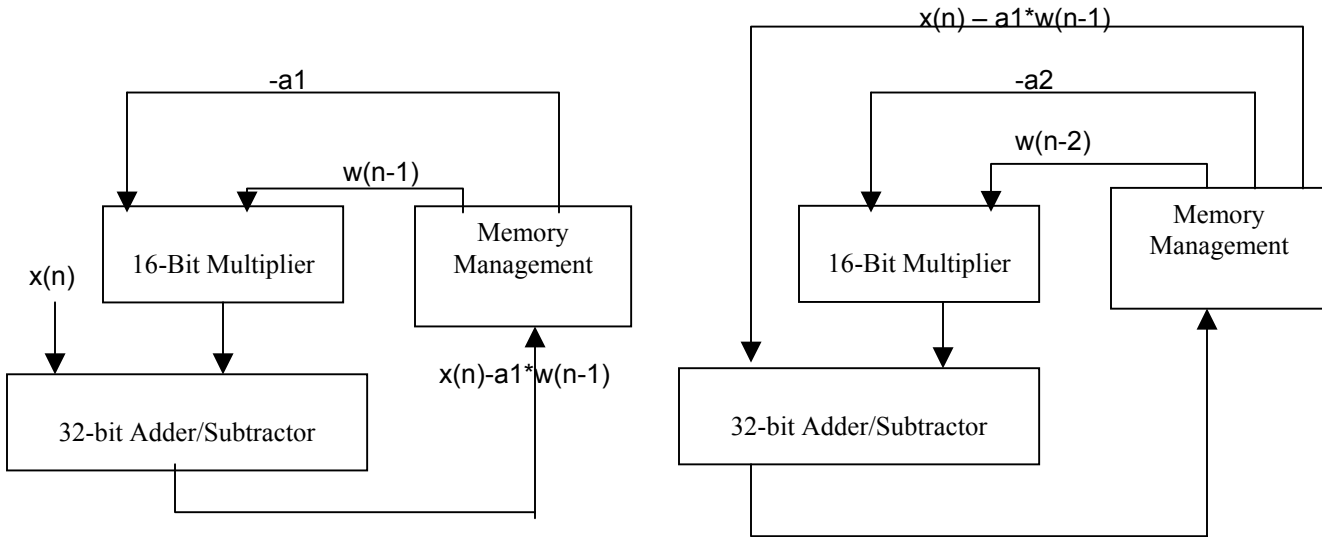 -a1
w(n-1)
16-Bit Multiplier
Memory
Management
x(n)
x(n)-a1*w(n-1)
32-bit Adder/Subtractor
x(n) – a1*w(n-1)
-a2
w(n-2)
16-Bit Multiplier
Memory
Management
32-bit Adder/Subtractor